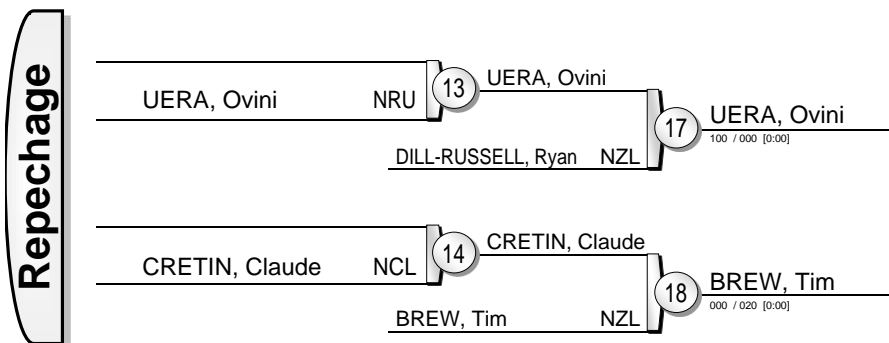 Repechage
UERA, Ovini NRU
13
UERA, Ovini
DILL-RUSSELL, Ryan NZL
17
UERA, Ovini
100 / 000 [0:00]
CRETIN, Claude NCL
14
CRETIN, Claude
BREW, Tim NZL
18
BREW, Tim
000 / 020 [0:00]